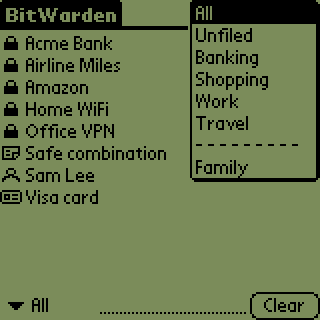 BitWarden
All
Unfiled
Banking
Shopping
Work
Travel
Family
Acme Bank
Airline Miles
Amazon
Home WiFi
Office VPN
Safe combination
Sam Lee
Visa card
All
Clear